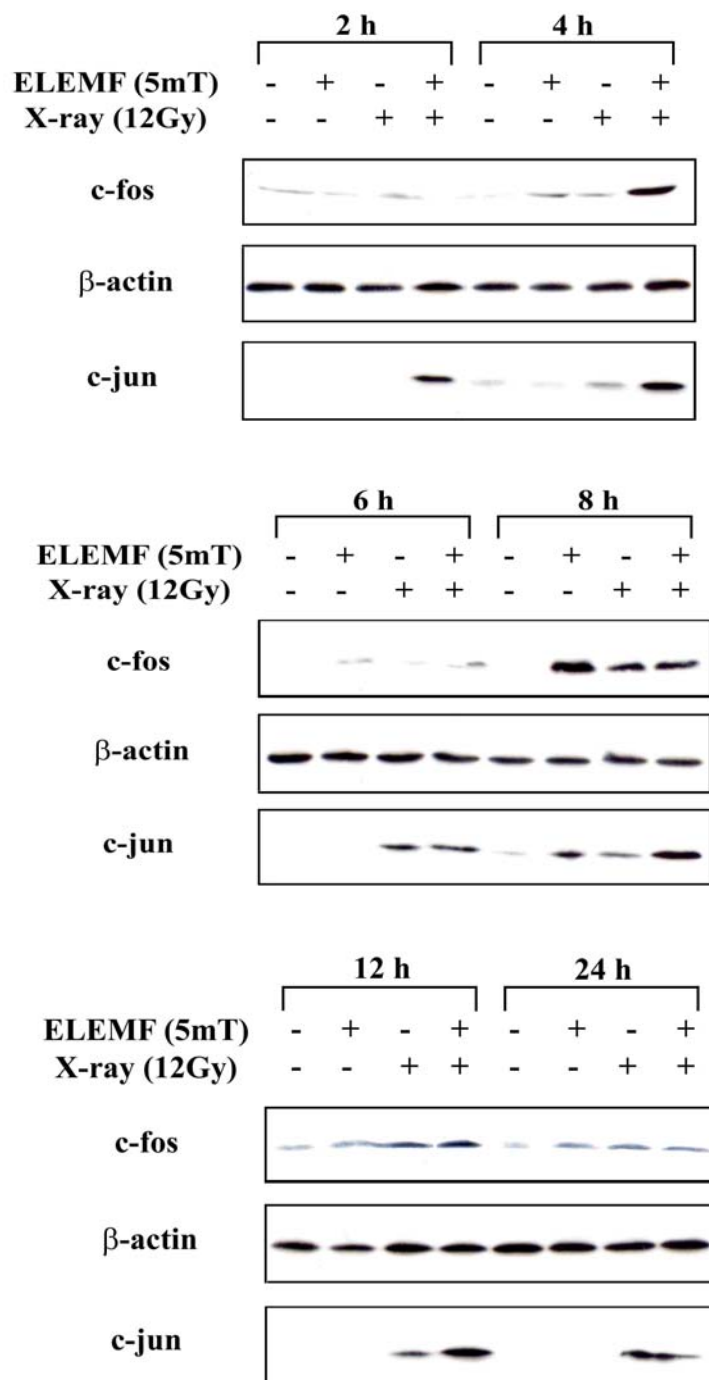 2 h 4 h
ELEMF (5mT) - + - + - + - +
X-ray (12Gy) - - + + - - + +
c-fos
β-actin
c-jun
6 h 8 h
ELEMF (5mT) - + - + - + - +
X-ray (12Gy) - - + + - - + +
c-fos
β-actin
c-jun
12 h 24 h
ELEMF (5mT) - + - + - + - +
X-ray (12Gy) - - + + - - + +
c-fos
β-actin
c-jun